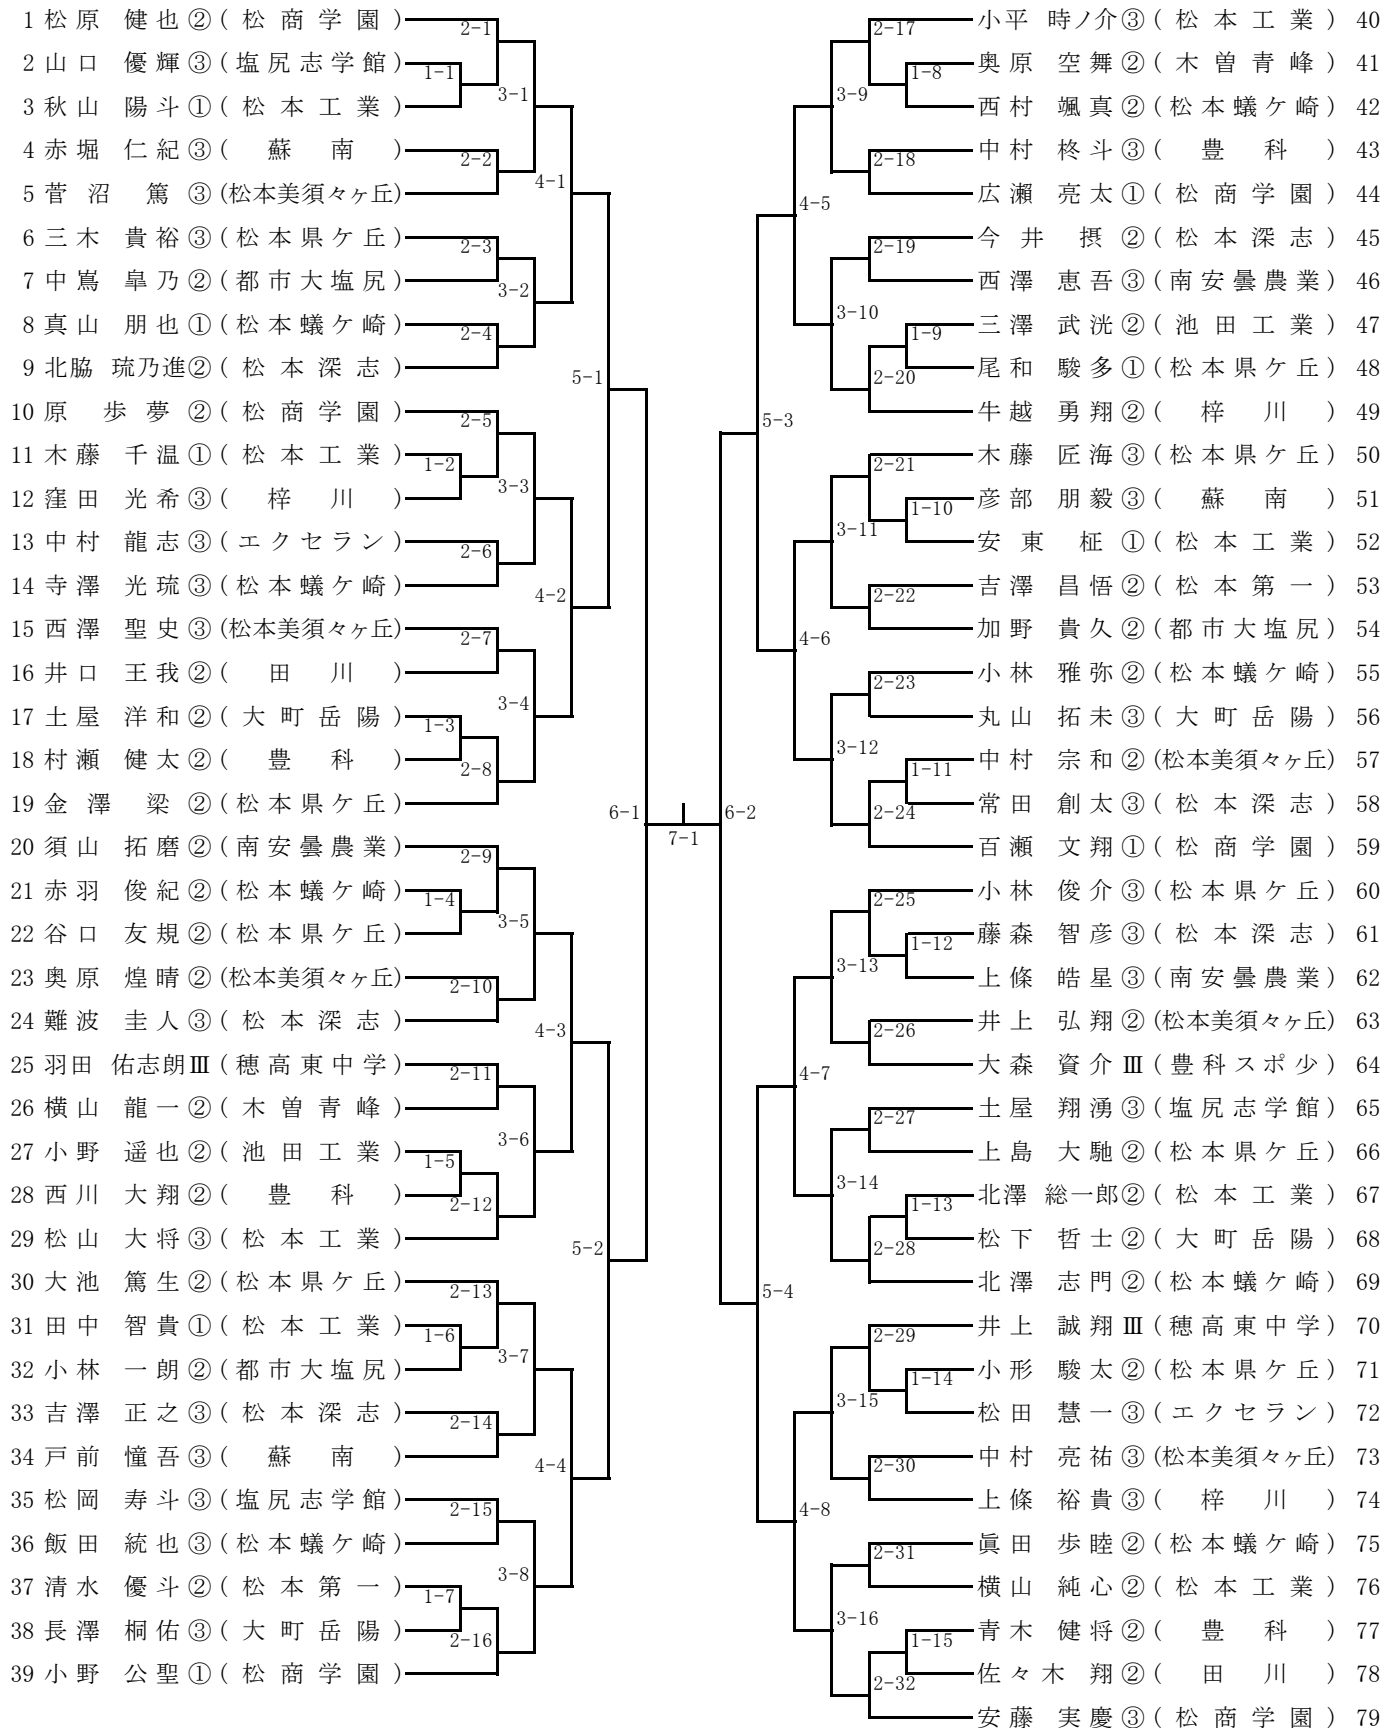 1 松原 健也②(松商学園)
2 山口 優輝③(塩尻志学館)
3 秋山 陽斗①(松本工業)
4 赤堀 仁紀③(蘇南)
5 菅沼 篤③(松本美須々ヶ丘)
6 三木 貴裕③(松本県ケ丘)
7 中嶌 皐乃②(都市大塩尻)
8 真山 朋也①(松本蟻ケ崎)
9 北脇 琉乃進②(松本深志)
10 原 歩夢②(松商学園)
11 木藤 千温①(松本工業)
12 窪田 光希③(梓川)
13 中村 龍志③(エクセラン)
14 寺澤 光琉③(松本蟻ケ崎)
15 西澤 聖史③(松本美須々ヶ丘)
16 井口 王我②(田川)
17 土屋 洋和②(大町岳陽)
18 村瀬 健太②(豊科)
19 金澤 梁②(松本県ケ丘)
20 須山 拓磨②(南安曇農業)
21 赤羽 俊紀②(松本蟻ケ崎)
22 谷口 友規②(松本県ケ丘)
23 奥原 煌晴②(松本美須々ヶ丘)
24 難波 圭人③(松本深志)
25 羽田 佑志朗Ⅲ(穂高東中学)
26 横山 龍一②(木曽青峰)
27 小野 遥也②(池田工業)
28 西川 大翔②(豊科)
29 松山 大将③(松本工業)
30 大池 篤生②(松本県ケ丘)
31 田中 智貴①(松本工業)
32 小林 一朗②(都市大塩尻)
33 吉澤 正之③(松本深志)
34 戸前 憧吾③(蘇南)
35 松岡 寿斗③(塩尻志学館)
36 飯田 統也③(松本蟻ケ崎)
37 清水 優斗②(松本第一)
38 長澤 桐佑③(大町岳陽)
39 小野 公聖①(松商学園)
1-1
1-2
1-3
1-4
1-5
1-6
1-7
2-1
2-2
2-3
2-4
2-5
2-6
2-7
2-8
2-9
2-10
2-11
2-12
2-13
2-14
2-15
2-16
3-1
3-2
3-3
3-4
3-5
3-6
3-7
3-8
4-1
4-2
4-3
4-4
5-1
5-2
6-1
7-1
6-2
5-3
5-4
4-5
4-6
4-7
4-8
3-9
3-10
3-11
3-12
3-13
3-14
3-15
3-16
2-17
2-18
2-19
2-20
2-21
2-22
2-23
2-24
2-25
2-26
2-27
2-28
2-29
2-30
2-31
2-32
1-8
1-9
1-10
1-11
1-12
1-13
1-14
1-15
小平 時ノ介③(松本工業) 40
奥原 空舞②(木曽青峰) 41
西村 颯真②(松本蟻ケ崎) 42
中村 柊斗③(豊科) 43
広瀬 亮太①(松商学園) 44
今井 摂②(松本深志) 45
西澤 恵吾③(南安曇農業) 46
三澤 武洸②(池田工業) 47
尾和 駿多①(松本県ケ丘) 48
牛越 勇翔②(梓川) 49
木藤 匠海③(松本県ケ丘) 50
彦部 朋毅③(蘇南) 51
安東 柾①(松本工業) 52
吉澤 昌悟②(松本第一) 53
加野 貴久②(都市大塩尻) 54
小林 雅弥②(松本蟻ケ崎) 55
丸山 拓未③(大町岳陽) 56
中村 宗和②(松本美須々ヶ丘) 57
常田 創太③(松本深志) 58
百瀬 文翔①(松商学園) 59
小林 俊介③(松本県ケ丘) 60
藤森 智彦③(松本深志) 61
上條 皓星③(南安曇農業) 62
井上 弘翔②(松本美須々ヶ丘) 63
大森 資介Ⅲ(豊科スポ少) 64
土屋 翔湧③(塩尻志学館) 65
上島 大馳②(松本県ケ丘) 66
北澤 総一郎②(松本工業) 67
松下 哲士②(大町岳陽) 68
北澤 志門②(松本蟻ケ崎) 69
井上 誠翔Ⅲ(穂高東中学) 70
小形 駿太②(松本県ケ丘) 71
松田 慧一③(エクセラン) 72
中村 亮祐③(松本美須々ヶ丘) 73
上條 裕貴③(梓川) 74
眞田 歩睦②(松本蟻ケ崎) 75
横山 純心②(松本工業) 76
青木 健将②(豊科) 77
佐々木 翔②(田川) 78
安藤 実慶③(松商学園) 79